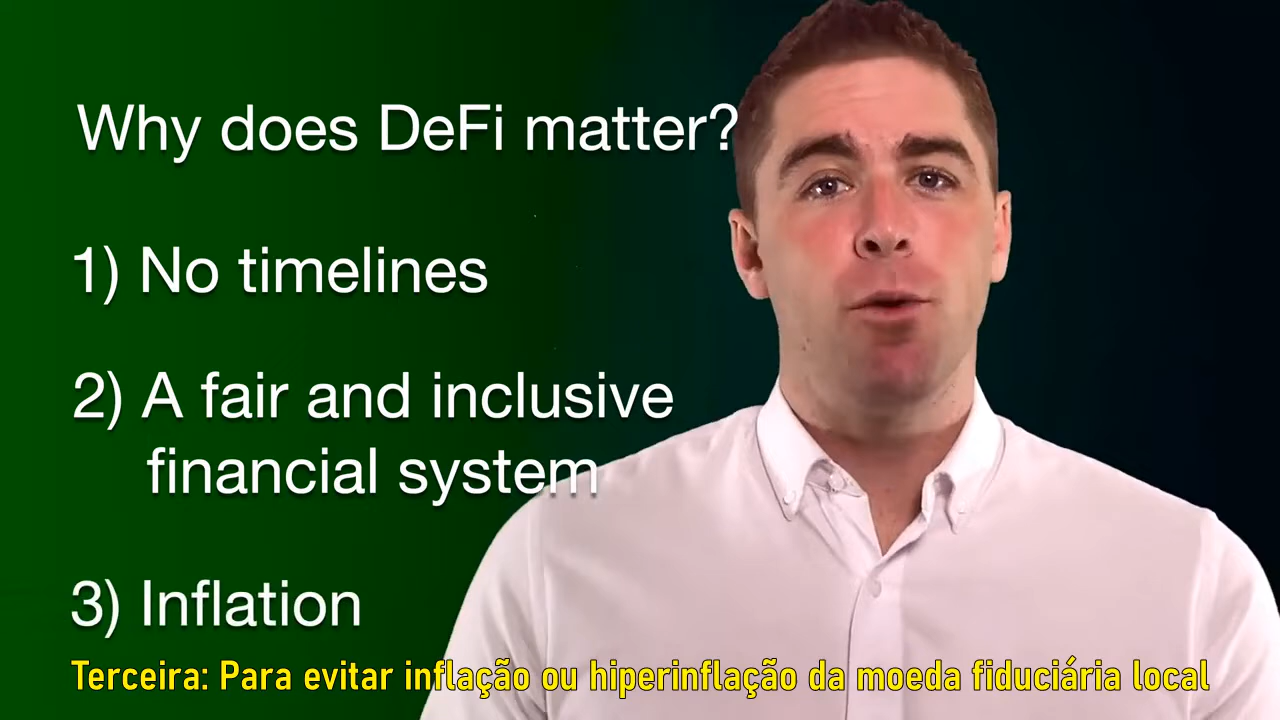 Why does DeFi matter?
1) No timelines
2) A fair and inclusive
financial system
3) Inflation
Terceira: Para evitar inflação ou hiperinflação da moeda fiduciária local